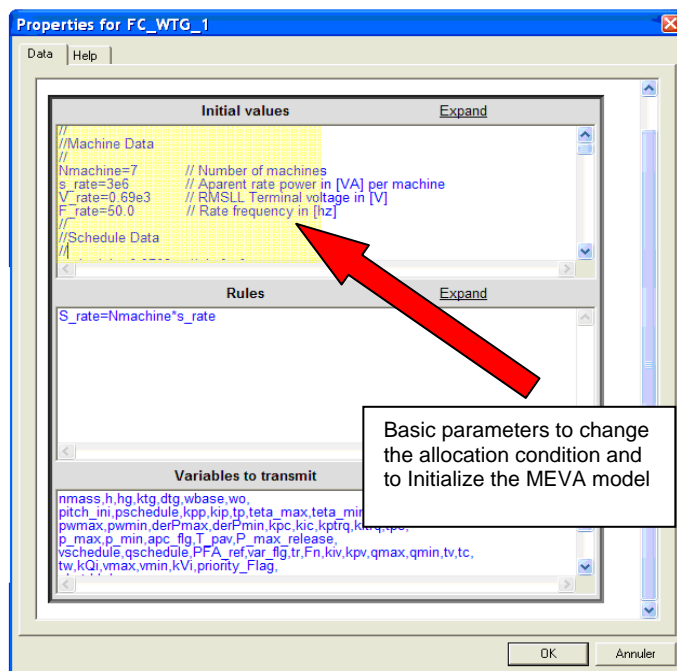 Properties for FC_WTG_1
Data Help
Initial values Expand
//
//Machine Data
//
Nmachine=7 // Number of machines
s_rate=3e6 // Aparent rate power in [VA] per machine
V_rate=0.69e3 // RMSLL Terminal voltage in [V]
F_rate=50.0 // Rate frequency in [hz]
//
//Schedule Data
//
Rules Expand
S_rate=Nmachine*s_rate
Basic parameters to change
the allocation condition and
to Initialize the MEVA model
Variables to transmit
nmass,h,hg,ktg,dtg,wbase,wo,
pitch_ini,pschedule,kpp,kip,tp,teta_max,teta_min
pwmax,pwmin,derPmax,derPmin,kpc,kic,kptrq,
p_max,p_min,apc_flg,T_pav,P_max_release,
vschedule,qschedule,PFA_ref,var_flg,tr,Fn,kiv,kpv,qmax,qmin,tv,tc,
tw,kQi,vmax,vmin,kVi,priority_Flag,
OK Annuler